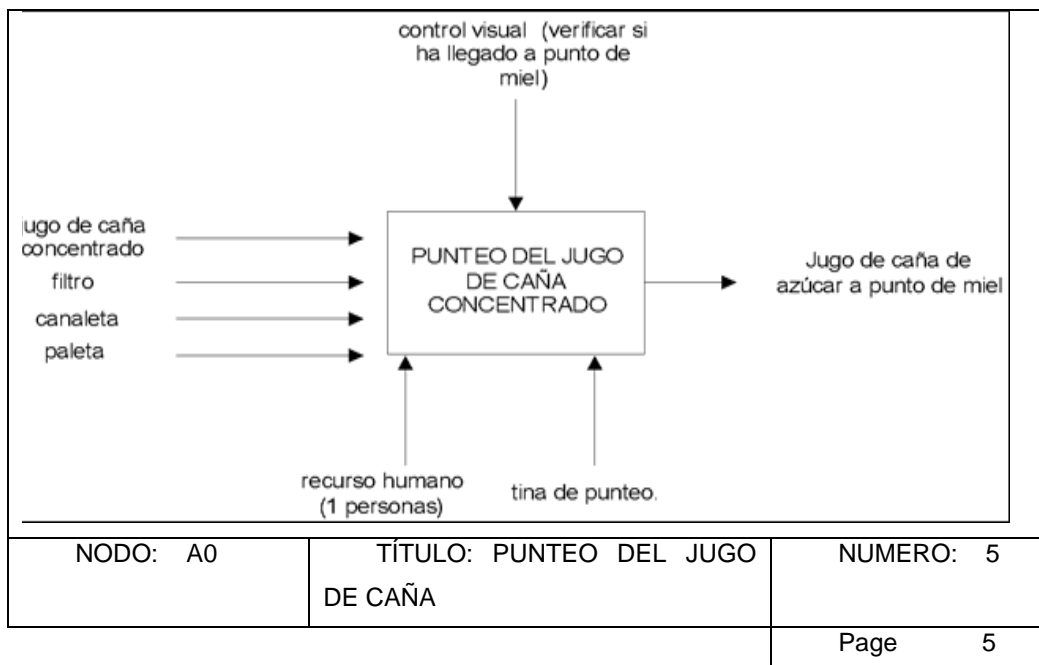 control visual (verificar si
ha llegado a punto de
miel)
ugo de caña
concentrado
filtro
canaleta
paleta
PUNTEO DEL JUGO
DE CAÑA
CONCENTRADO
Jugo de caña de
azúcar a punto de miel
recurso humano
(1 personas)
tina de punteo.
NODO: A0
TÍTULO: PUNTEO DEL JUGO
DE CAÑA
NUMERO: 5
Page 5